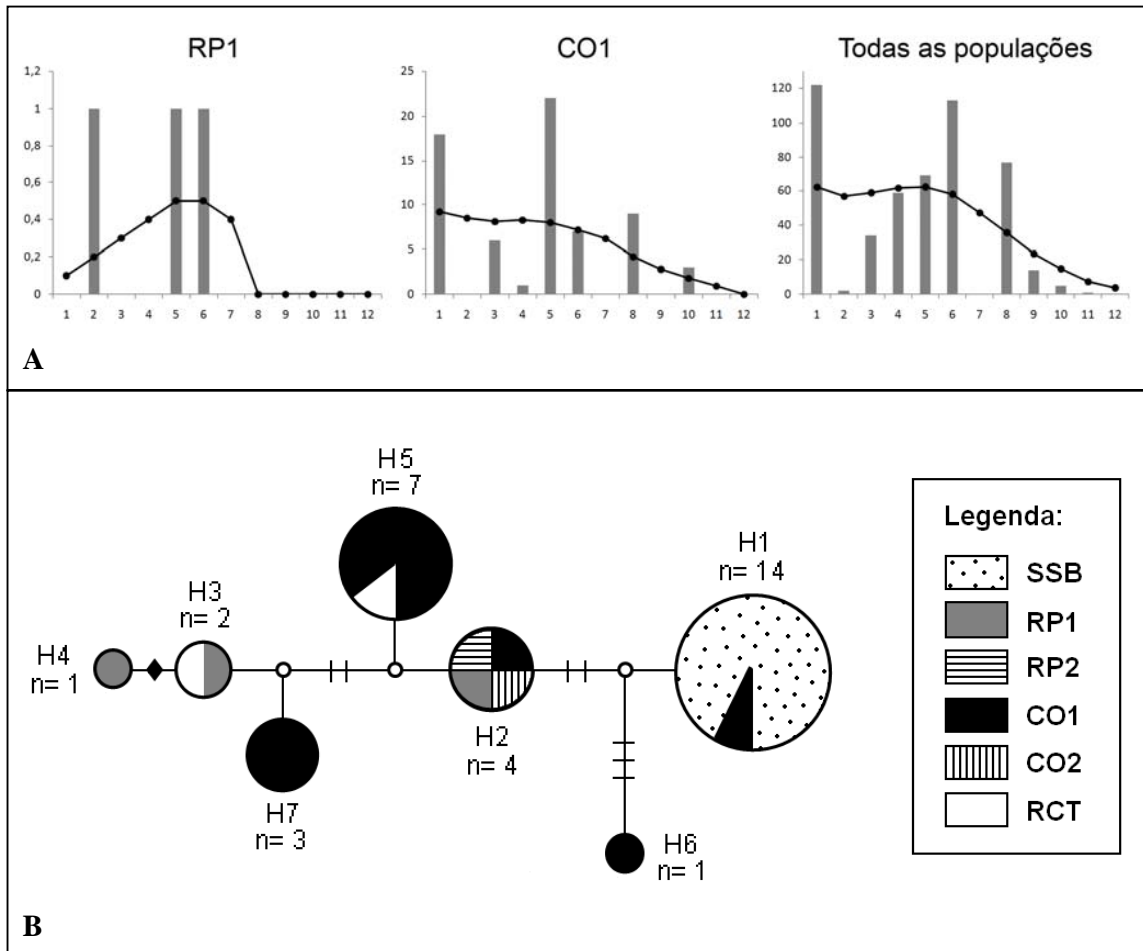 RP1
1,2
1
0,8
0,6
0,4
0,2
0
1 2 3 4 5 6 7 8 9 10 11 12
CO1
25
20
15
10
5
0
1 2 3 4 5 6 7 8 9 10 11 12
Todas as populações
120
100
80
60
40
20
0
1 2 3 4 5 6 7 8 9 10 11 12
A
H5
n= 7
H1
n= 14
H3
n= 2
H4
n= 1
H2
n= 4
H7
n= 3
H6
n= 1
Legenda:
SSB
RP1
RP2
CO1
CO2
RCT
B